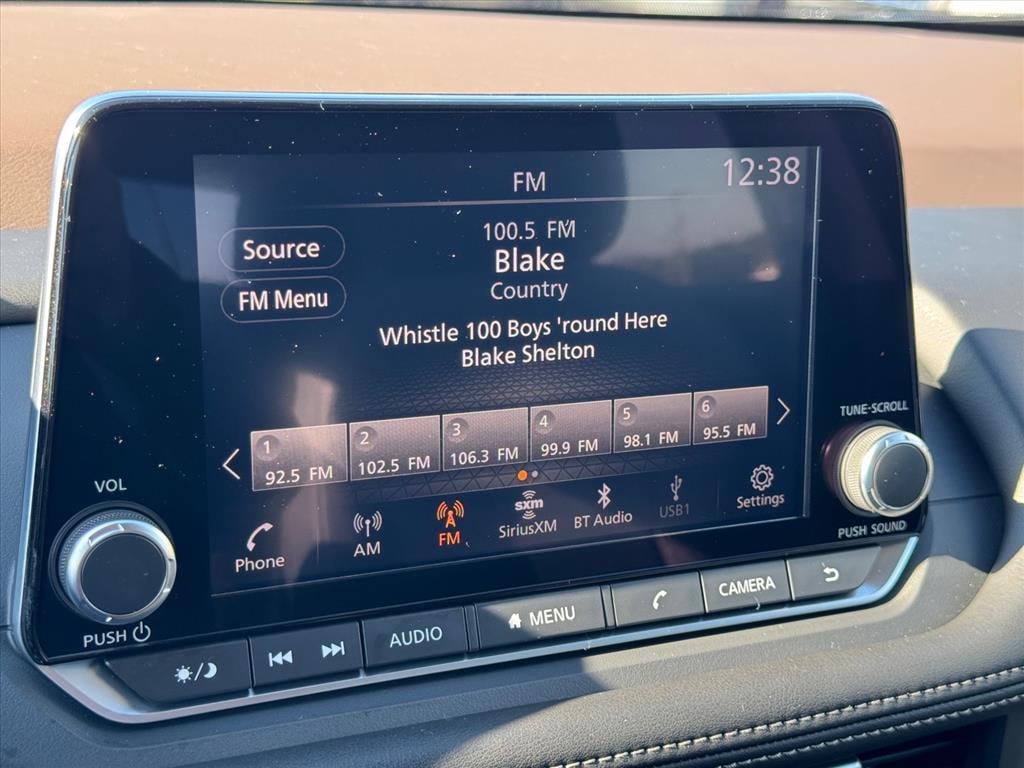 FM
12:38
Source
100.5 FM
Blake
FM Menu
Country
Whistle 100 Boys 'round Here
Blake Shelton
1 92.5 FM
2 102.5 FM
3 106.3 FM
4 99.9 FM
5 98.1 FM
6 95.5 FM
TUNE·SCROLL
VOL
Phone
AM
FM
sxm
SiriusXM
BT Audio
USB1
Settings
PUSH SOUND
PUSH
AUDIO
MENU
CAMERA